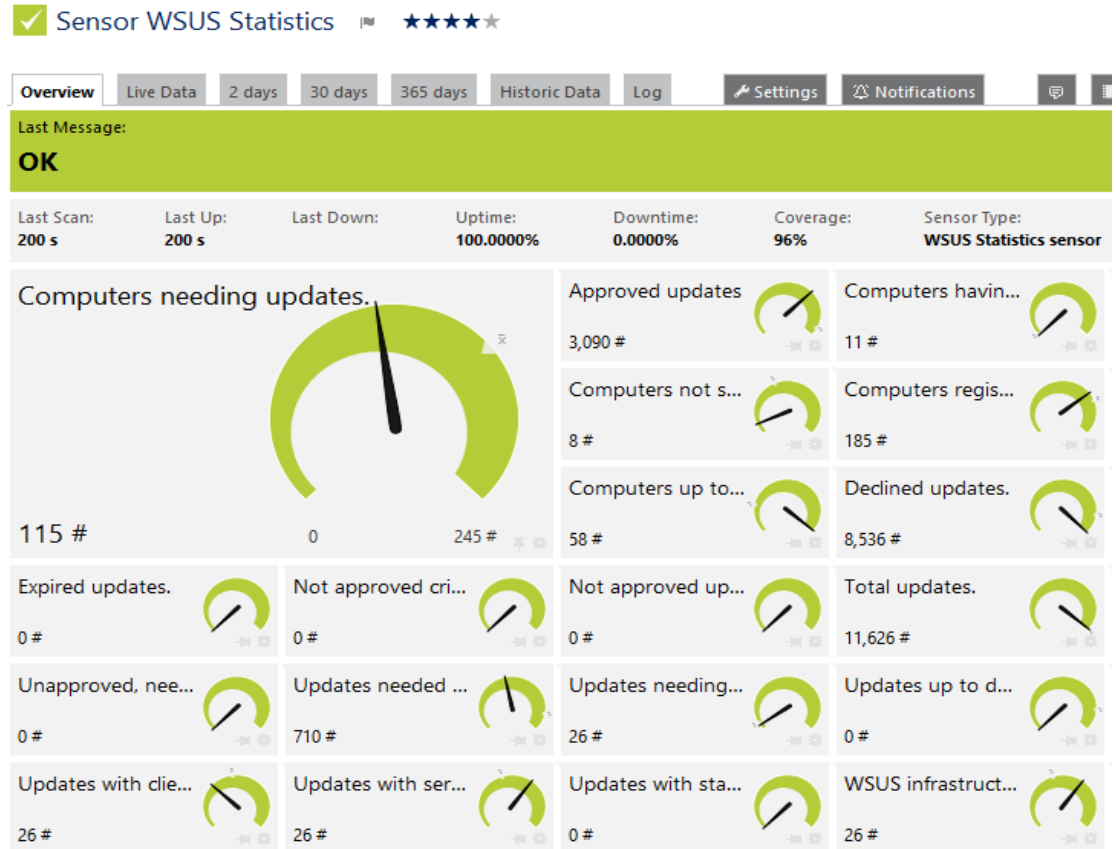 Sensor WSUS Statistics
Overview Live Data 2 days 30 days 365 days Historic Data Log Settings Notifications
Last Message:
OK
Last Scan: Last Up: Last Down: Uptime: Downtime: Coverage: Sensor Type:
200 s 200 s 100.0000% 0.0000% 96% WSUS Statistics sensor
Computers needing updates.
115 # 0 245 #
Approved updates
3,090 #
Computers havin...
11 #
Computers not s...
8 #
Computers regis...
185 #
Computers up to...
58 #
Declined updates.
8,536 #
Expired updates.
0 #
Not approved cri...
0 #
Not approved up...
0 #
Total updates.
11,626 #
Unapproved, nee...
0 #
Updates needed ...
710 #
Updates needing...
26 #
Updates up to d...
0 #
Updates with clie...
26 #
Updates with ser...
26 #
Updates with sta...
0 #
WSUS infrastruct...
26 #